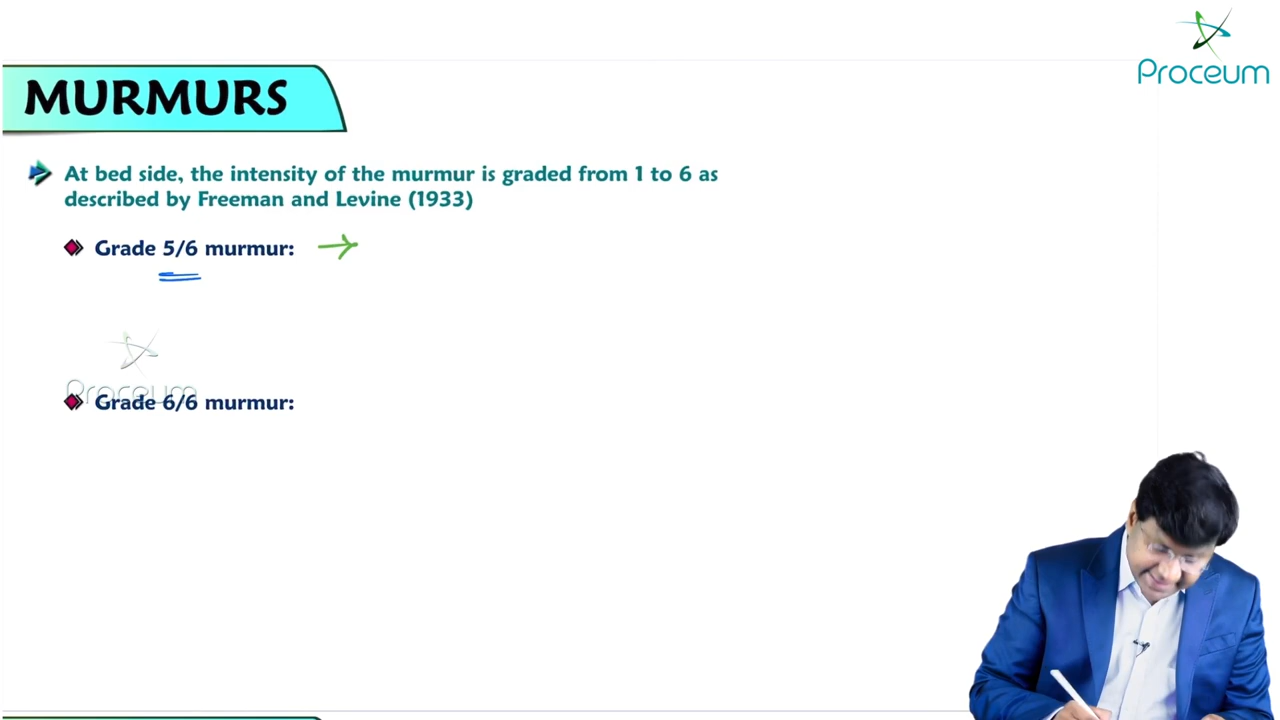 Proceum
MURMURS
At bed side, the intensity of the murmur is graded from 1 to 6 as
described by Freeman and Levine (1933)
Grade 5/6 murmur:
Proceum
Grade 6/6 murmur: